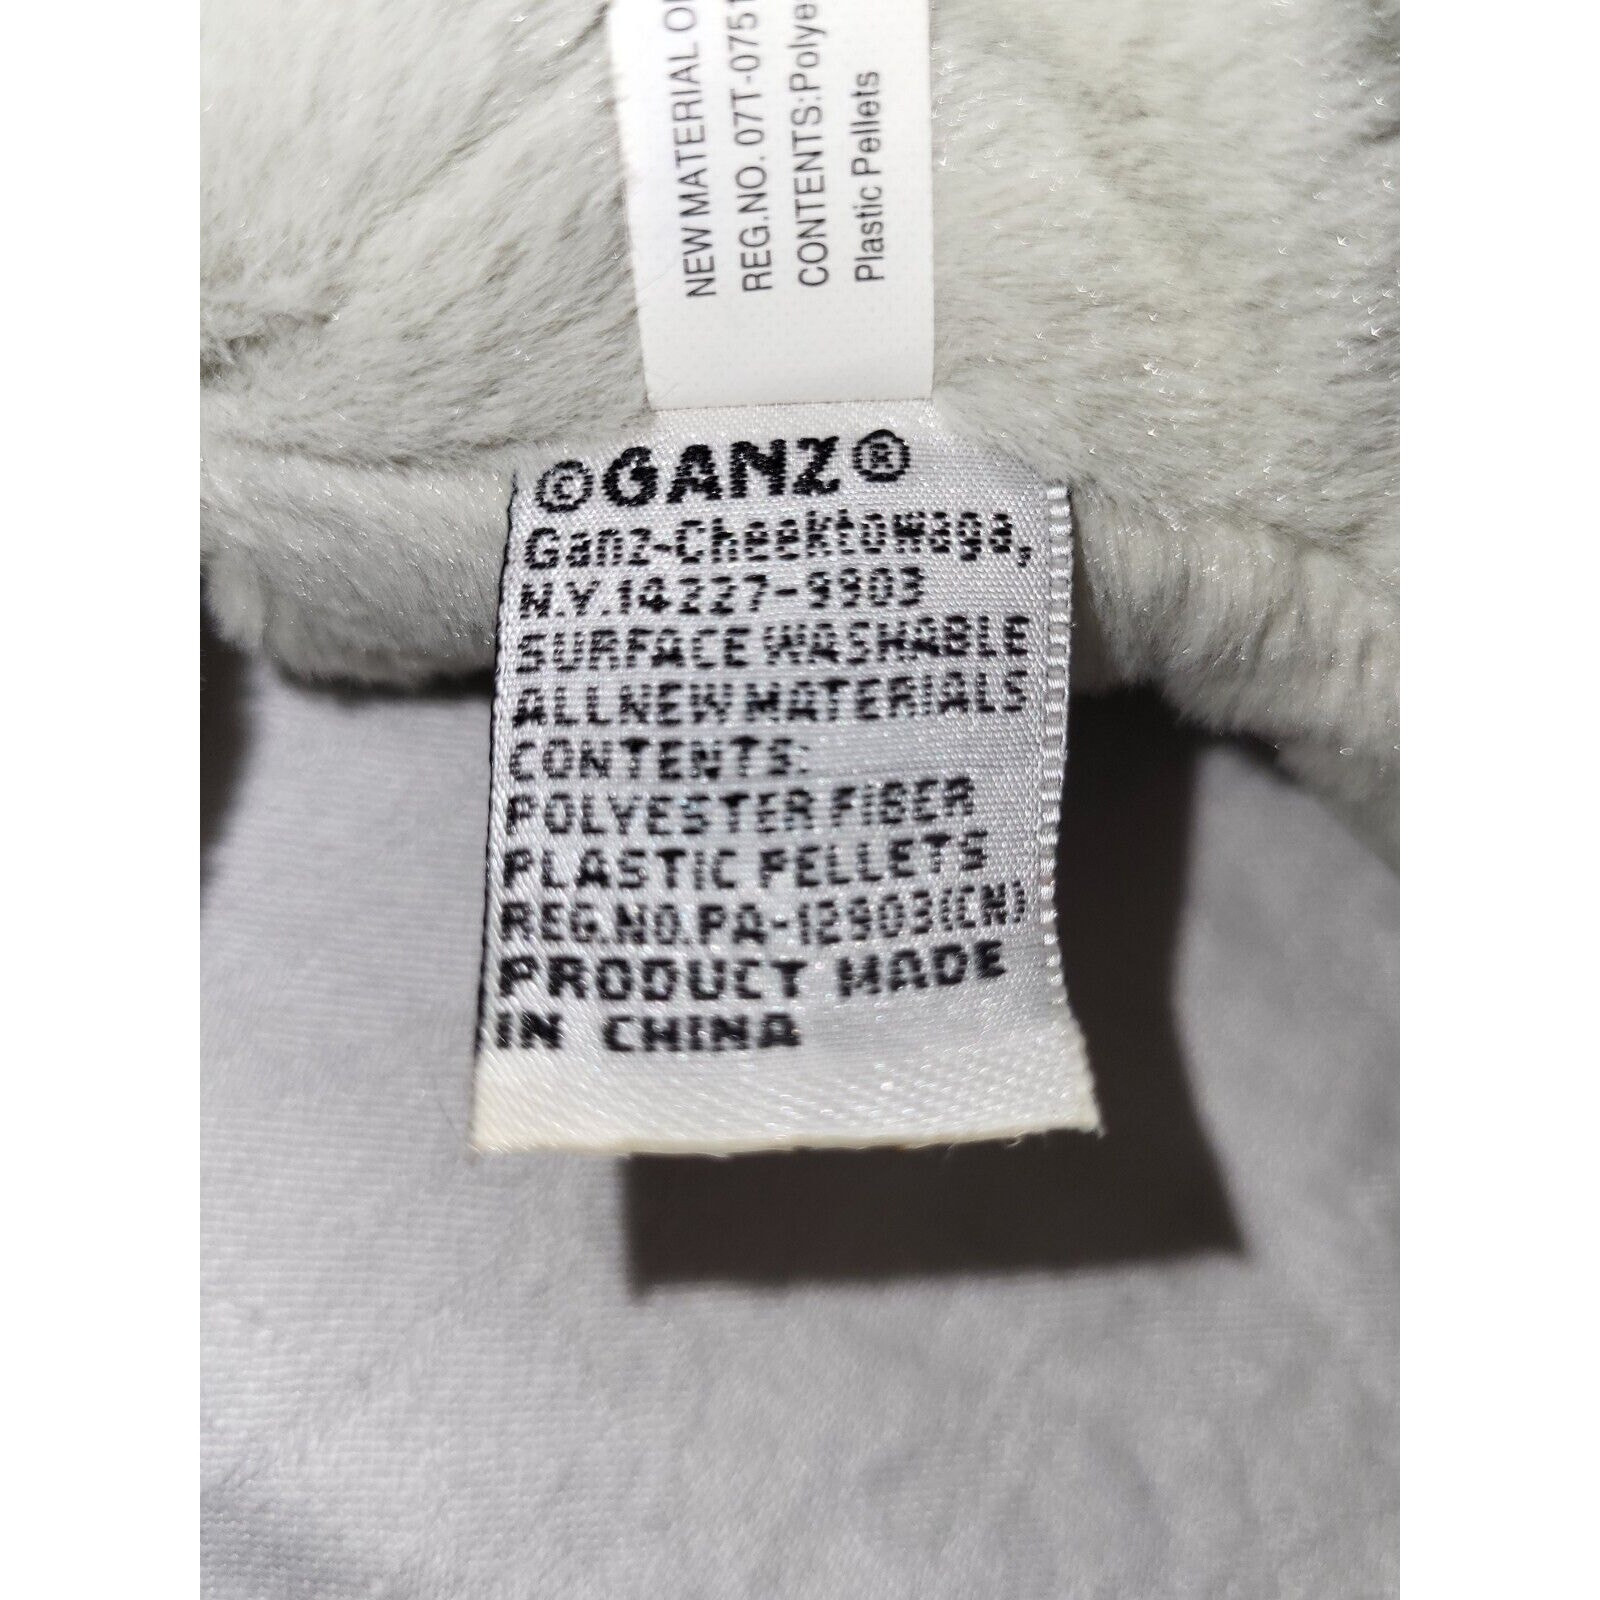 NEW MATERIAL
REG.NO. 07T-0751
CONTENTS:Polye
Plastic Pellets
©GANZ®
Ganz-Cheektowaga,
N.Y.14227-9903
SURFACE WASHABLE
ALL NEW MATERIALS
CONTENTS:
POLYESTER FIBER
PLASTIC PELLETS
REG.NO.PA-12903(CN)
PRODUCT MADE
IN CHINA